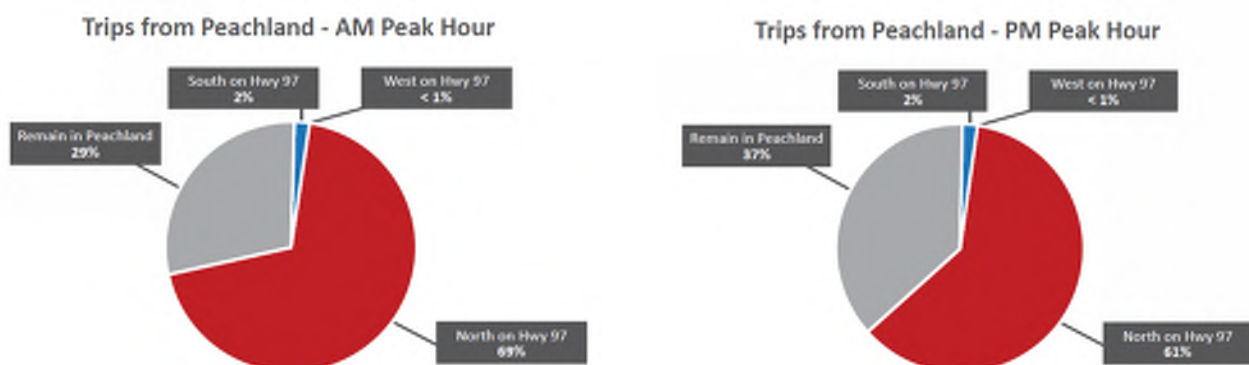 Trips from Peachland - AM Peak Hour
South on Hwy 97
2%
West on Hwy 97
< 1%
Remain in Peachland
29%
North on Hwy 97
69%
Trips from Peachland - PM Peak Hour
South on Hwy 97
2%
West on Hwy 97
< 1%
Remain in Peachland
37%
North on Hwy 97
61%